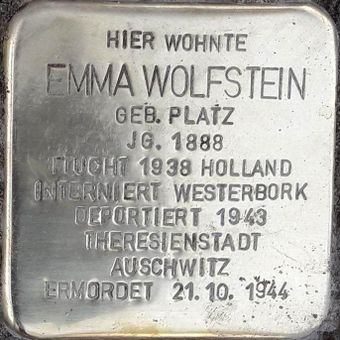 HIER WOHNTE
EMMA WOLFSTEIN
GEB. PLATZ
JG. 1888
FLUCHT 1938 HOLLAND
INTERNIERT WESTERBORK
DEPORTIERT 1943
THERESIENSTADT
AUSCHWITZ
ERMORDET 21.10.1944